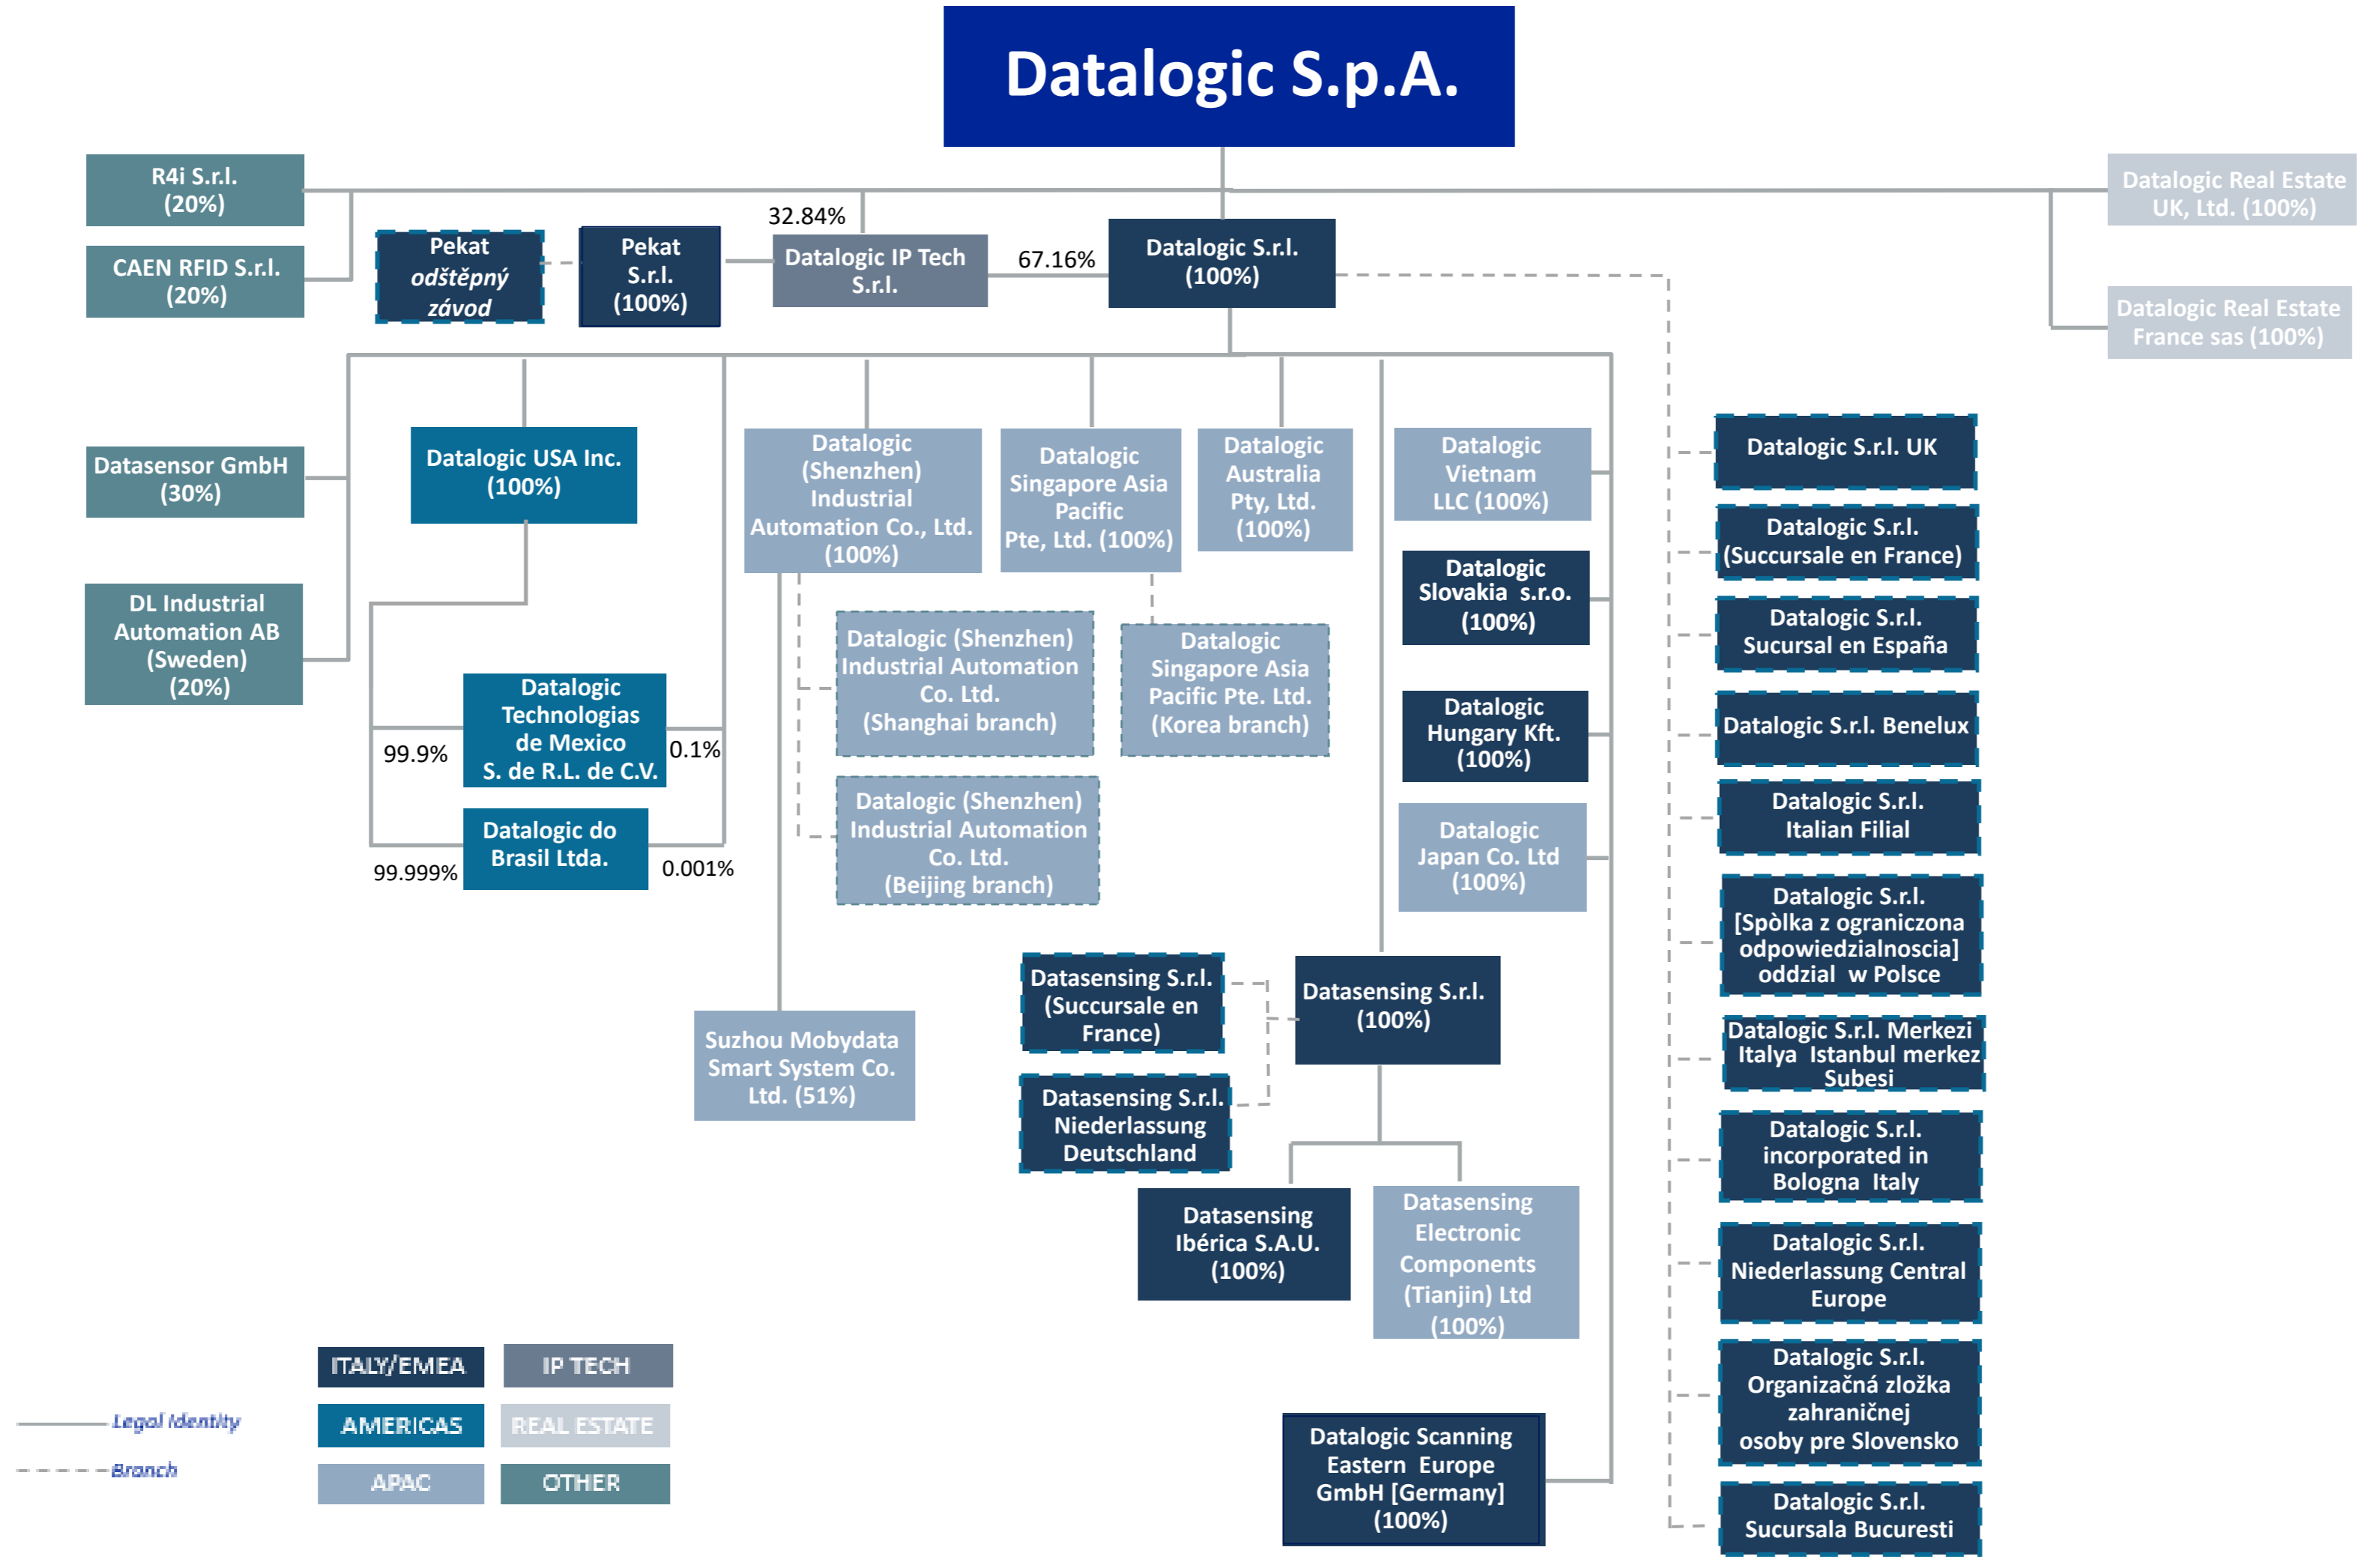 Datalogic S.p.A.
R4i S.r.l.
(20%)
CAEN RFID S.r.l.
(20%)
Pekat
odštěpný
závod
Pekat
S.r.l.
(100%)
32.84%
Datalogic IP Tech
S.r.l.
67.16%
Datalogic S.r.l.
(100%)
Datalogic Real Estate
UK, Ltd. (100%)
Datalogic Real Estate
France sas (100%)
Datasensor GmbH
(30%)
DL Industrial
Automation AB
(Sweden)
(20%)
Datalogic USA Inc.
(100%)
Datalogic
Technologias
de Mexico
S. de R.L. de C.V.
99.9%
0.1%
Datalogic do
Brasil Ltda.
99.999%
0.001%
Datalogic
(Shenzhen)
Industrial
Automation Co., Ltd.
(100%)
Datalogic
Singapore Asia
Pacific
Pte, Ltd. (100%)
Datalogic
Australia
Pty, Ltd.
(100%)
Datalogic
Vietnam
LLC (100%)
Datalogic
Slovakia s.r.o.
(100%)
Datalogic
Hungary Kft.
(100%)
Datalogic
Japan Co. Ltd
(100%)
Datalogic (Shenzhen)
Industrial Automation
Co. Ltd.
(Shanghai branch)
Datalogic
Singapore Asia
Pacific Pte. Ltd.
(Korea branch)
Datalogic (Shenzhen)
Industrial Automation
Co. Ltd.
(Beijing branch)
Suzhou Mobydata
Smart System Co.
Ltd. (51%)
Datasensing S.r.l.
(Succursale en
France)
Datasensing S.r.l.
Niederlassung
Deutschland
Datasensing S.r.l.
(100%)
Datasensing
Ibérica S.A.U.
(100%)
Datasensing
Electronic
Components
(Tianjin) Ltd
(100%)
Datalogic Scanning
Eastern Europe
GmbH [Germany]
(100%)
Datalogic S.r.l. UK
Datalogic S.r.l.
(Succursale en France)
Datalogic S.r.l.
Sucursal en España
Datalogic S.r.l. Benelux
Datalogic S.r.l.
Italian Filial
Datalogic S.r.l.
[Spòlka z ograniczona
odpowiedzialnoscia]
oddzial w Polsce
Datalogic S.r.l. Merkezi
Italya Istanbul merkez
Subesi
Datalogic S.r.l.
incorporated in
Bologna Italy
Datalogic S.r.l.
Niederlassung Central
Europe
Datalogic S.r.l.
Organizačná zložka
zahraničnej
osoby pre Slovensko
Datalogic S.r.l.
Sucursala Bucuresti
Legal Identity
Branch
ITALY/EMEA
IP TECH
AMERICAS
REAL ESTATE
APAC
OTHER